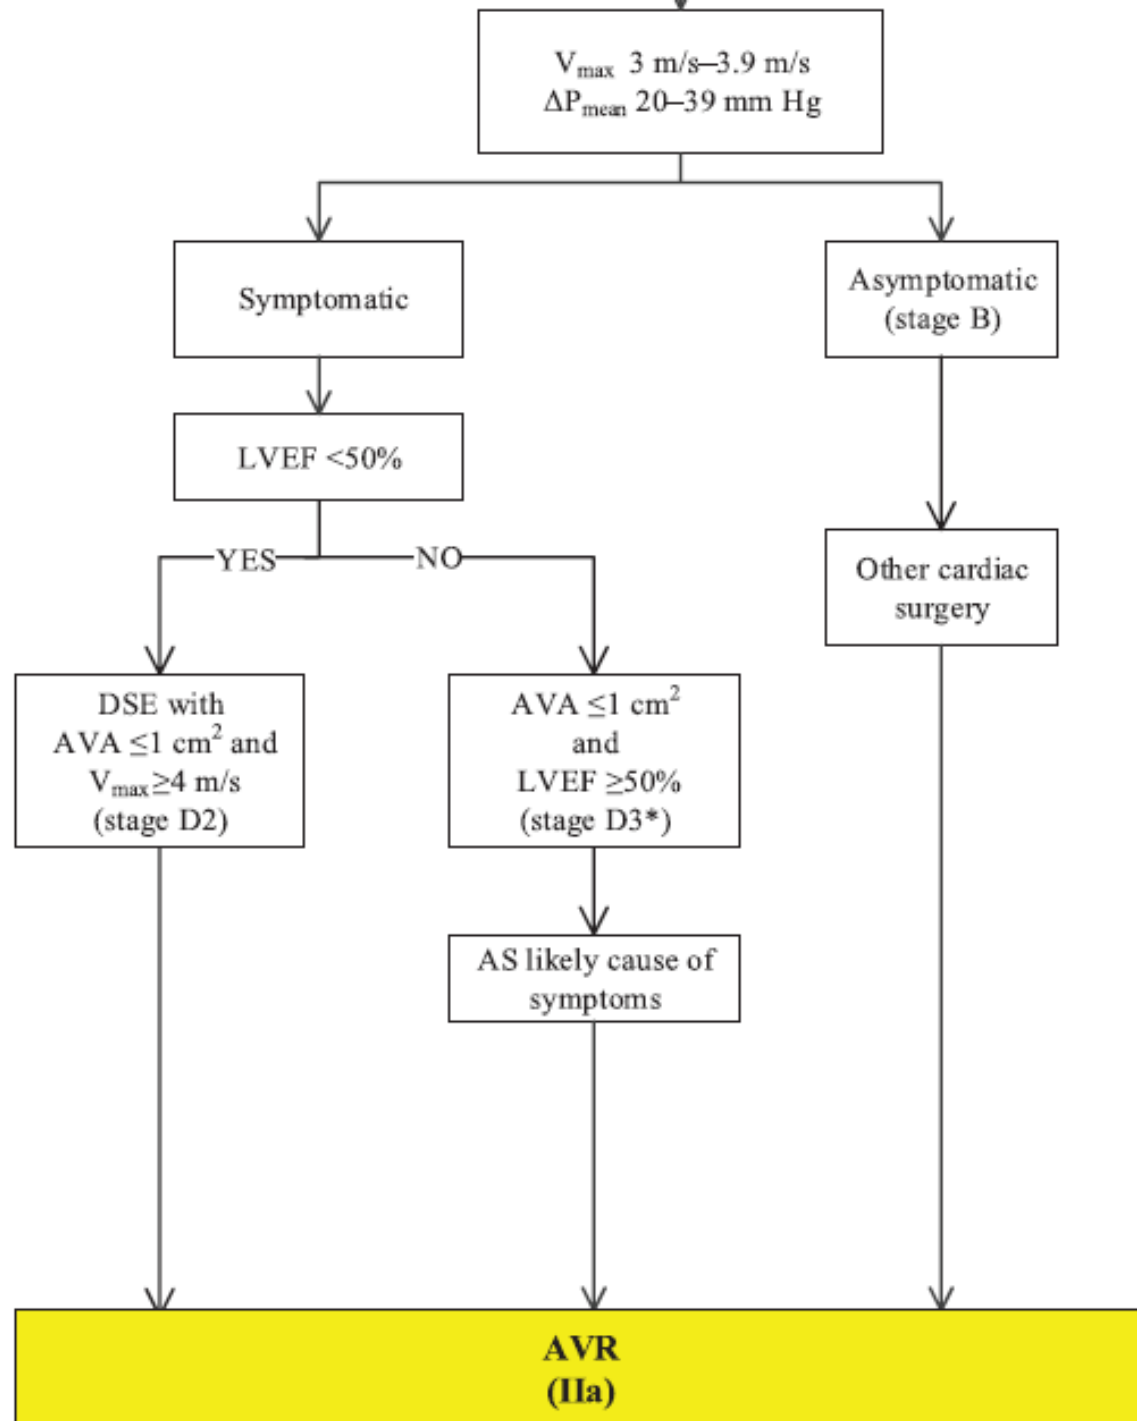 Vmax 3 m/s–3.9 m/s
ΔPmean 20–39 mm Hg
Symptomatic
Asymptomatic
(stage B)
LVEF <50%
YES
NO
Other cardiac
surgery
DSE with
AVA ≤1 cm² and
Vmax≥4 m/s
(stage D2)
AVA ≤1 cm²
and
LVEF ≥50%
(stage D3*)
AS likely cause of
symptoms
AVR
(IIa)